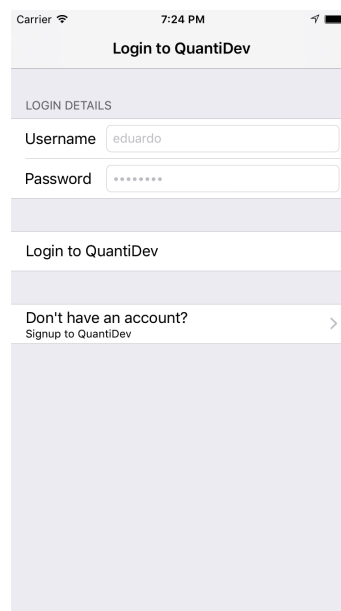 Carrier 7:24 PM
Login to QuantiDev
LOGIN DETAILS
Username eduardo
Password ••••••••
Login to QuantiDev
Don't have an account?
Signup to QuantiDev